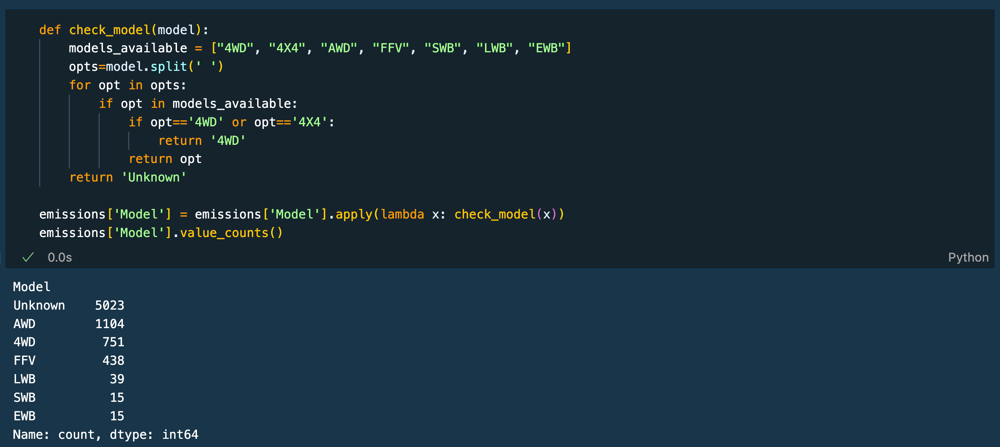 def check_model(model):
    models_available = ["4WD", "4X4", "AWD", "FFV", "SWB", "LWB", "EWB"]
    opts=model.split(' ')
    for opt in opts:
        if opt in models_available:
            if opt=='4WD' or opt=='4X4':
                return '4WD'
            return opt
    return 'Unknown'

emissions['Model'] = emissions['Model'].apply(lambda x: check_model(x))
emissions['Model'].value_counts()
0.0s
Python
Model
Unknown    5023
AWD        1104
4WD         751
FFV         438
LWB          39
SWB          15
EWB          15
Name: count, dtype: int64